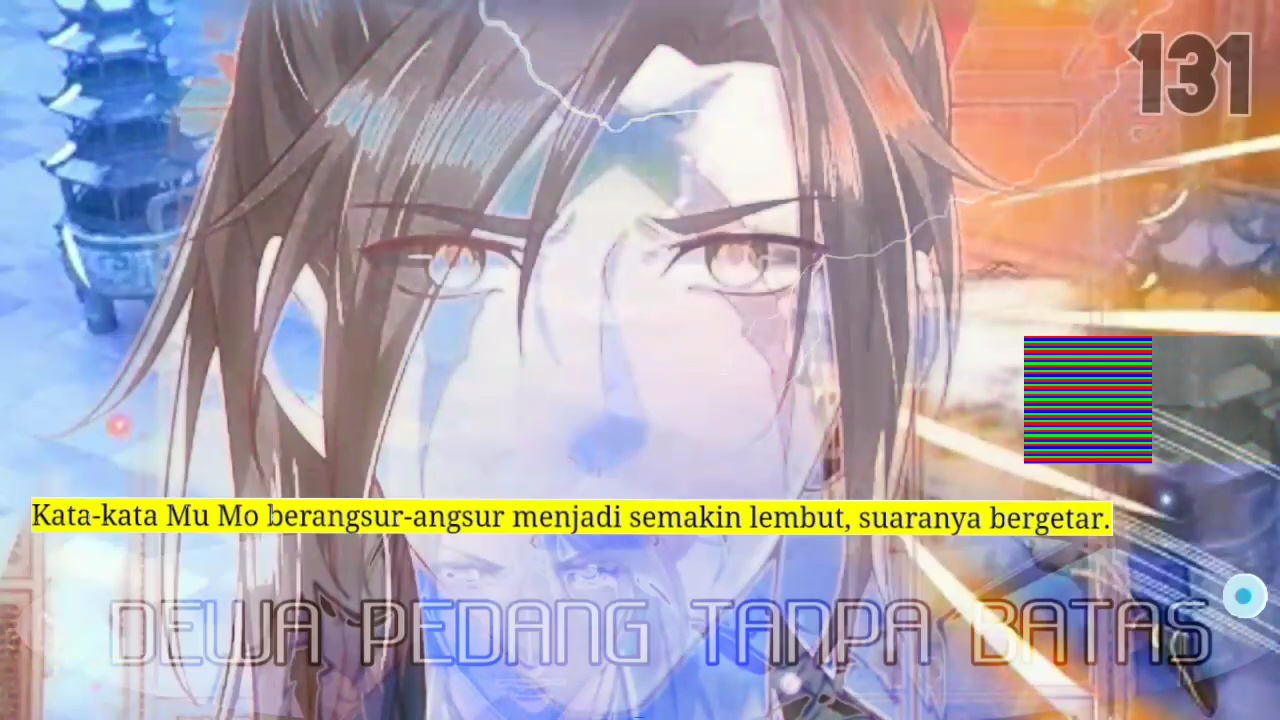 131
Kata-kata Mu Mo berangsur-angsur menjadi semakin lembut, suaranya bergetar.
DEWA PEDANG TANPA BATAS